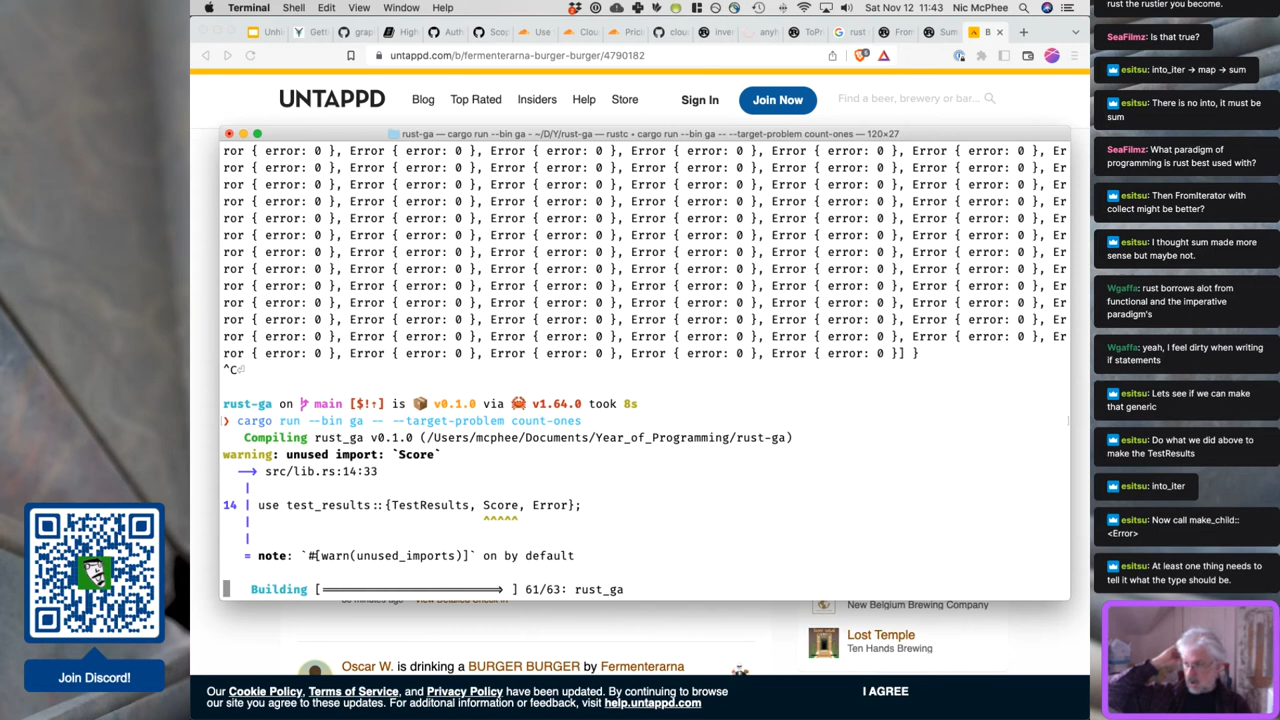 Terminal Shell Edit View Window Help
Sat Nov 12 11:43 Nic McPhee
Unt
Gett
grap
High
Auth
Sco
Use
Clou
Prici
clou
inve
anyh
ToPr
rust
From
Sum
B
untappd.com/b/fermenterarna-burger-burger/4790182
UNTAPPD
Blog Top Rated Insiders Help Store
Sign In
Join Now
Find a beer, brewery or bar...
rust-ga — cargo run --bin ga - ~/D/Y/rust-ga — rustc • cargo run --bin ga -- --target-problem count-ones — 120×27
ror { error: 0 }, Error { error: 0 }, Error { error: 0 }, Error { error: 0 }, Error { error: 0 }, Error { error: 0 }, Er
ror { error: 0 }, Error { error: 0 }, Error { error: 0 }, Error { error: 0 }, Error { error: 0 }, Error { error: 0 }, Er
ror { error: 0 }, Error { error: 0 }, Error { error: 0 }, Error { error: 0 }, Error { error: 0 }, Error { error: 0 }, Er
ror { error: 0 }, Error { error: 0 }, Error { error: 0 }, Error { error: 0 }, Error { error: 0 }, Error { error: 0 }, Er
ror { error: 0 }, Error { error: 0 }, Error { error: 0 }, Error { error: 0 }, Error { error: 0 }, Error { error: 0 }, Er
ror { error: 0 }, Error { error: 0 }, Error { error: 0 }, Error { error: 0 }, Error { error: 0 }, Error { error: 0 }, Er
ror { error: 0 }, Error { error: 0 }, Error { error: 0 }, Error { error: 0 }, Error { error: 0 }, Error { error: 0 }, Er
ror { error: 0 }, Error { error: 0 }, Error { error: 0 }, Error { error: 0 }, Error { error: 0 }, Error { error: 0 }, Er
ror { error: 0 }, Error { error: 0 }, Error { error: 0 }, Error { error: 0 }, Error { error: 0 }, Error { error: 0 }, Er
ror { error: 0 }, Error { error: 0 }, Error { error: 0 }, Error { error: 0 }, Error { error: 0 }, Error { error: 0 }, Er
ror { error: 0 }, Error { error: 0 }, Error { error: 0 }, Error { error: 0 }, Error { error: 0 }, Error { error: 0 }, Er
ror { error: 0 }, Error { error: 0 }, Error { error: 0 }, Error { error: 0 }, Error { error: 0 }, Error { error: 0 }, Er
ror { error: 0 }, Error { error: 0 }, Error { error: 0 }, Error { error: 0 }, Error { error: 0 }] }
^C⏎
rust-ga on main [$!↑] is 📦 v0.1.0 via 🦀 v1.64.0 took 8s
❯ cargo run --bin ga -- --target-problem count-ones
Compiling rust_ga v0.1.0 (/Users/mcphee/Documents/Year_of_Programming/rust-ga)
warning: unused import: `Score`
--> src/lib.rs:14:33
|
14 | use test_results::{TestResults, Score, Error};
| ^^^^^
|
= note: `#[warn(unused_imports)]` on by default
Building [=======================> ] 61/63: rust_ga
View Detailed Check-in
New Belgium Brewing Company
Lost Temple
Ten Hands Brewing
Oscar W. is drinking a BURGER BURGER by Fermenterarna
Our Cookie Policy, Terms of Service, and Privacy Policy have been updated. By continuing to browse
our site you agree to these updates. For additonal information or feedback, visit help.untappd.com
I AGREE
Join Discord!
rust the rustier you become.
SeaFilmz: Is that true?
esitsu: into_iter -> map -> sum
esitsu: There is no into, it must be
sum
SeaFilmz: What paradigm of
programming is rust best used with?
esitsu: Then FromIterator with
collect might be better?
esitsu: I thought sum made more
sense but maybe not.
Wgaffa: rust borrows alot from
functional and the imperative
paradigm's
Wgaffa: yeah, I feel dirty when writing
if statements
esitsu: Lets see if we can make
that generic
esitsu: Do what we did above to
make the TestResults
esitsu: into_iter
esitsu: Now call make_child::
<Error>
esitsu: At least one thing needs to
tell it what the type should be.